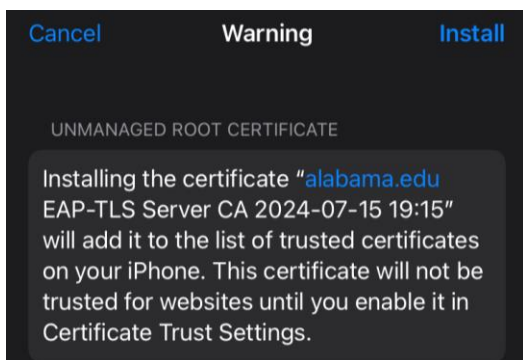 Cancel Warning Install
UNMANAGED ROOT CERTIFICATE
Installing the certificate “alabama.edu
EAP-TLS Server CA 2024-07-15 19:15”
will add it to the list of trusted certificates
on your iPhone. This certificate will not be
trusted for websites until you enable it in
Certificate Trust Settings.